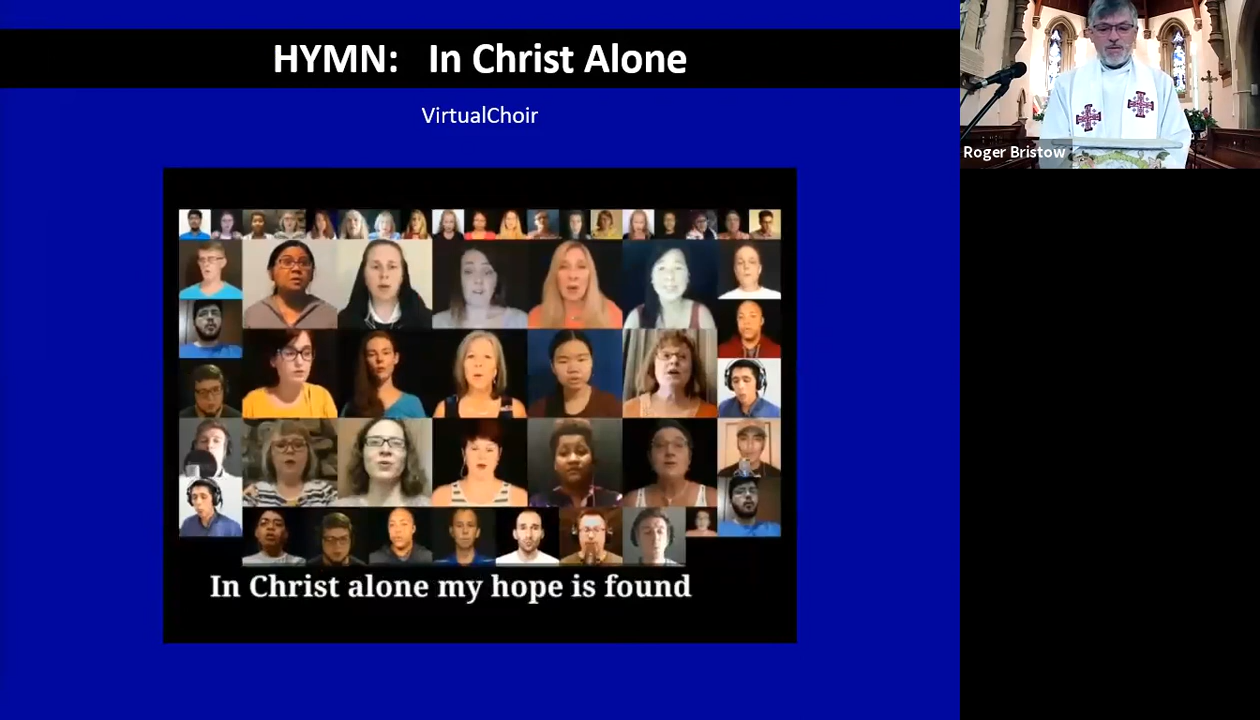 HYMN: In Christ Alone
VirtualChoir
Roger Bristow
In Christ alone my hope is found